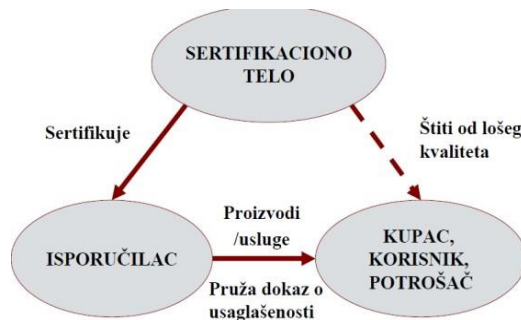 SERTIFIKACIONO
TELO
Sertifikuje
Štiti od lošeg
kvaliteta
ISPORUČILAC
Proizvodi
/usluge
Pruža dokaz o
usaglašenosti
KUPAC,
KORISNIK,
POTROŠAČ